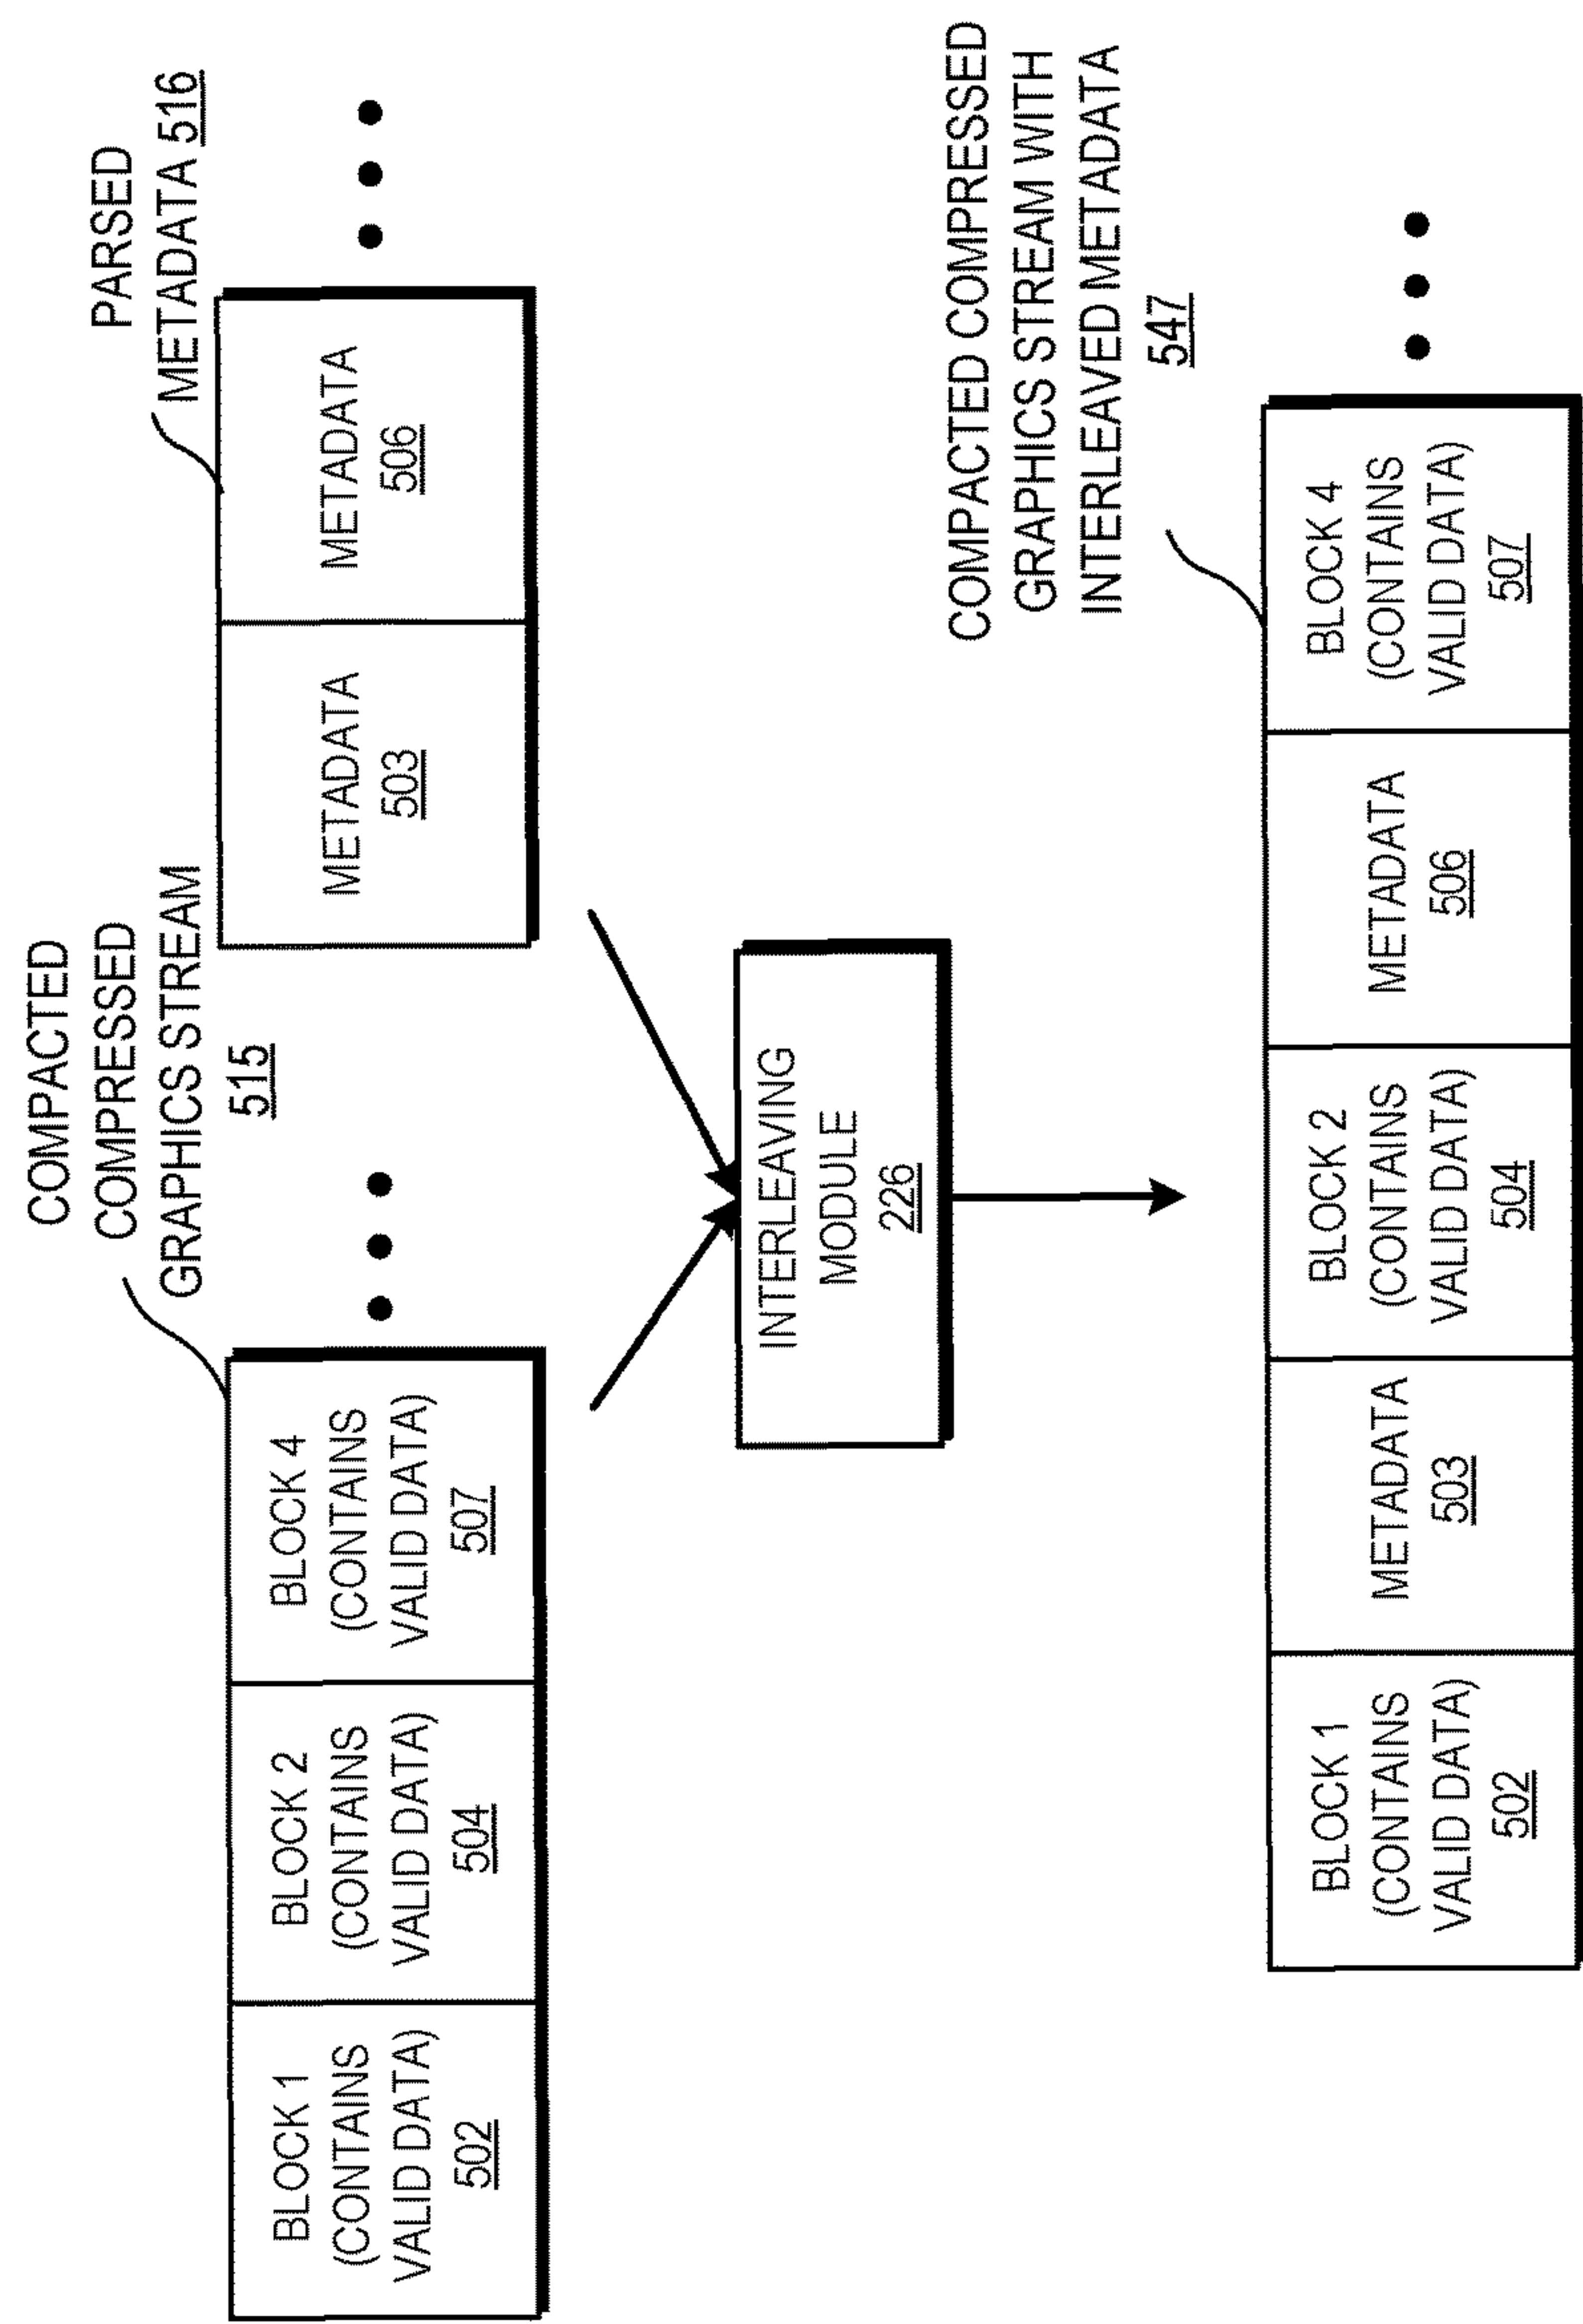 COMPACTED
COMPRESSED
GRAPHICS STREAM
515
BLOCK 1
(CONTAINS
VALID DATA)
502
BLOCK 2
(CONTAINS
VALID DATA)
504
BLOCK 4
(CONTAINS
VALID DATA)
507
PARSED
METADATA 516
METADATA
503
METADATA
506
INTERLEAVING
MODULE
226
COMPACTED COMPRESSED
GRAPHICS STREAM WITH
INTERLEAVED METADATA
547
BLOCK 1
(CONTAINS
VALID DATA)
502
METADATA
503
BLOCK 2
(CONTAINS
VALID DATA)
504
METADATA
506
BLOCK 4
(CONTAINS
VALID DATA)
507